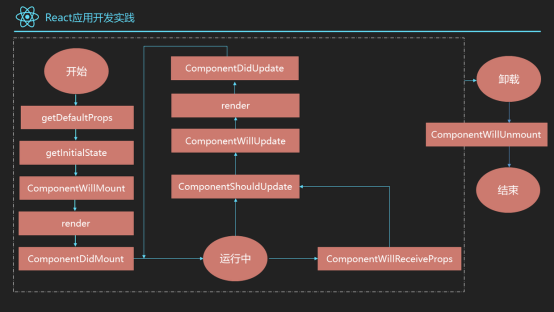 React应用开发实践
开始
getDefaultProps
getInitialState
ComponentWillMount
render
ComponentDidMount
ComponentDidUpdate
render
ComponentWillUpdate
ComponentShouldUpdate
运行中
ComponentWillReceiveProps
卸载
ComponentWillUnmount
结束